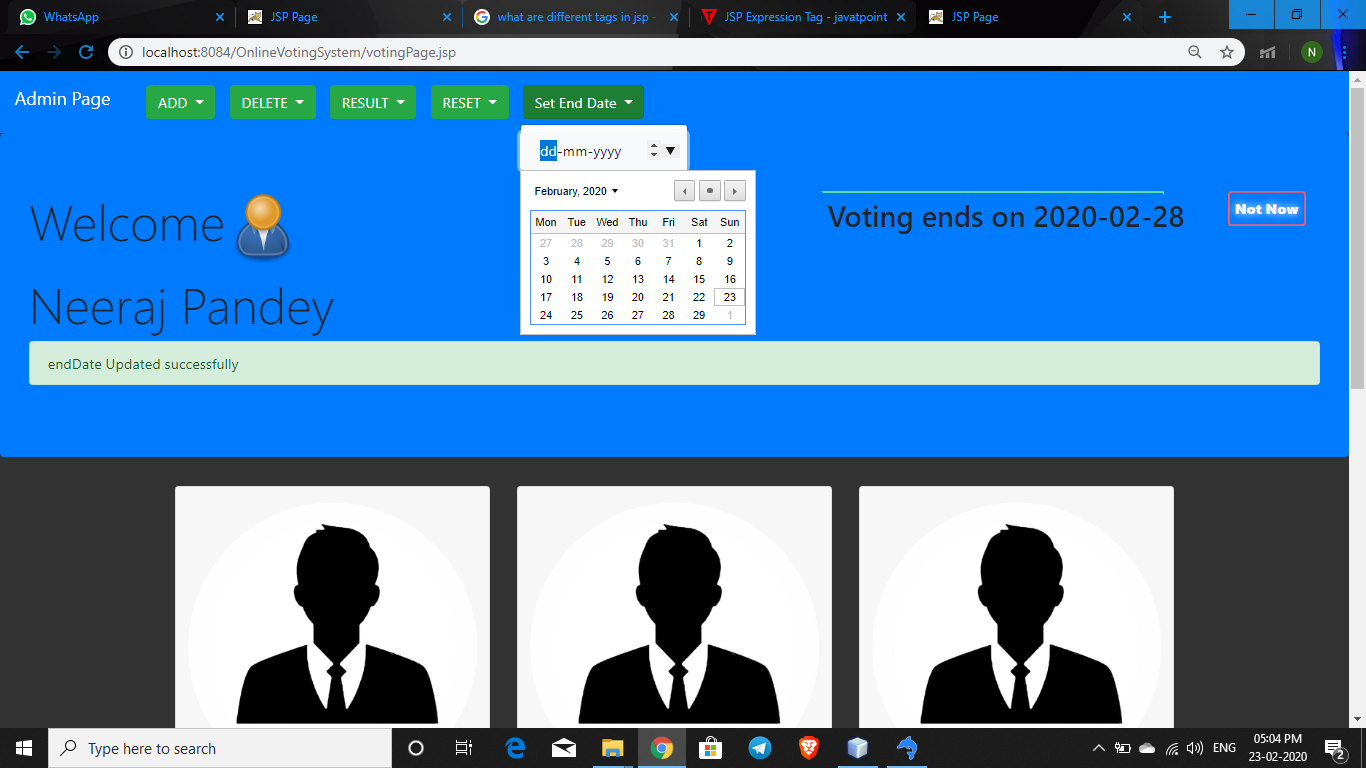 WhatsApp
JSP Page
what are different tags in jsp -
JSP Expression Tag - javatpoint
JSP Page
localhost:8084/OnlineVotingSystem/votingPage.jsp
N
Admin Page
ADD
DELETE
RESULT
RESET
Set End Date
dd-mm-yyyy
February, 2020
Mon Tue Wed Thu Fri Sat Sun
27 28 29 30 31 1 2
3 4 5 6 7 8 9
10 11 12 13 14 15 16
17 18 19 20 21 22 23
24 25 26 27 28 29 1
Welcome
Neeraj Pandey
Voting ends on 2020-02-28
Not Now
endDate Updated successfully
Type here to search
ENG
05:04 PM
23-02-2020
2